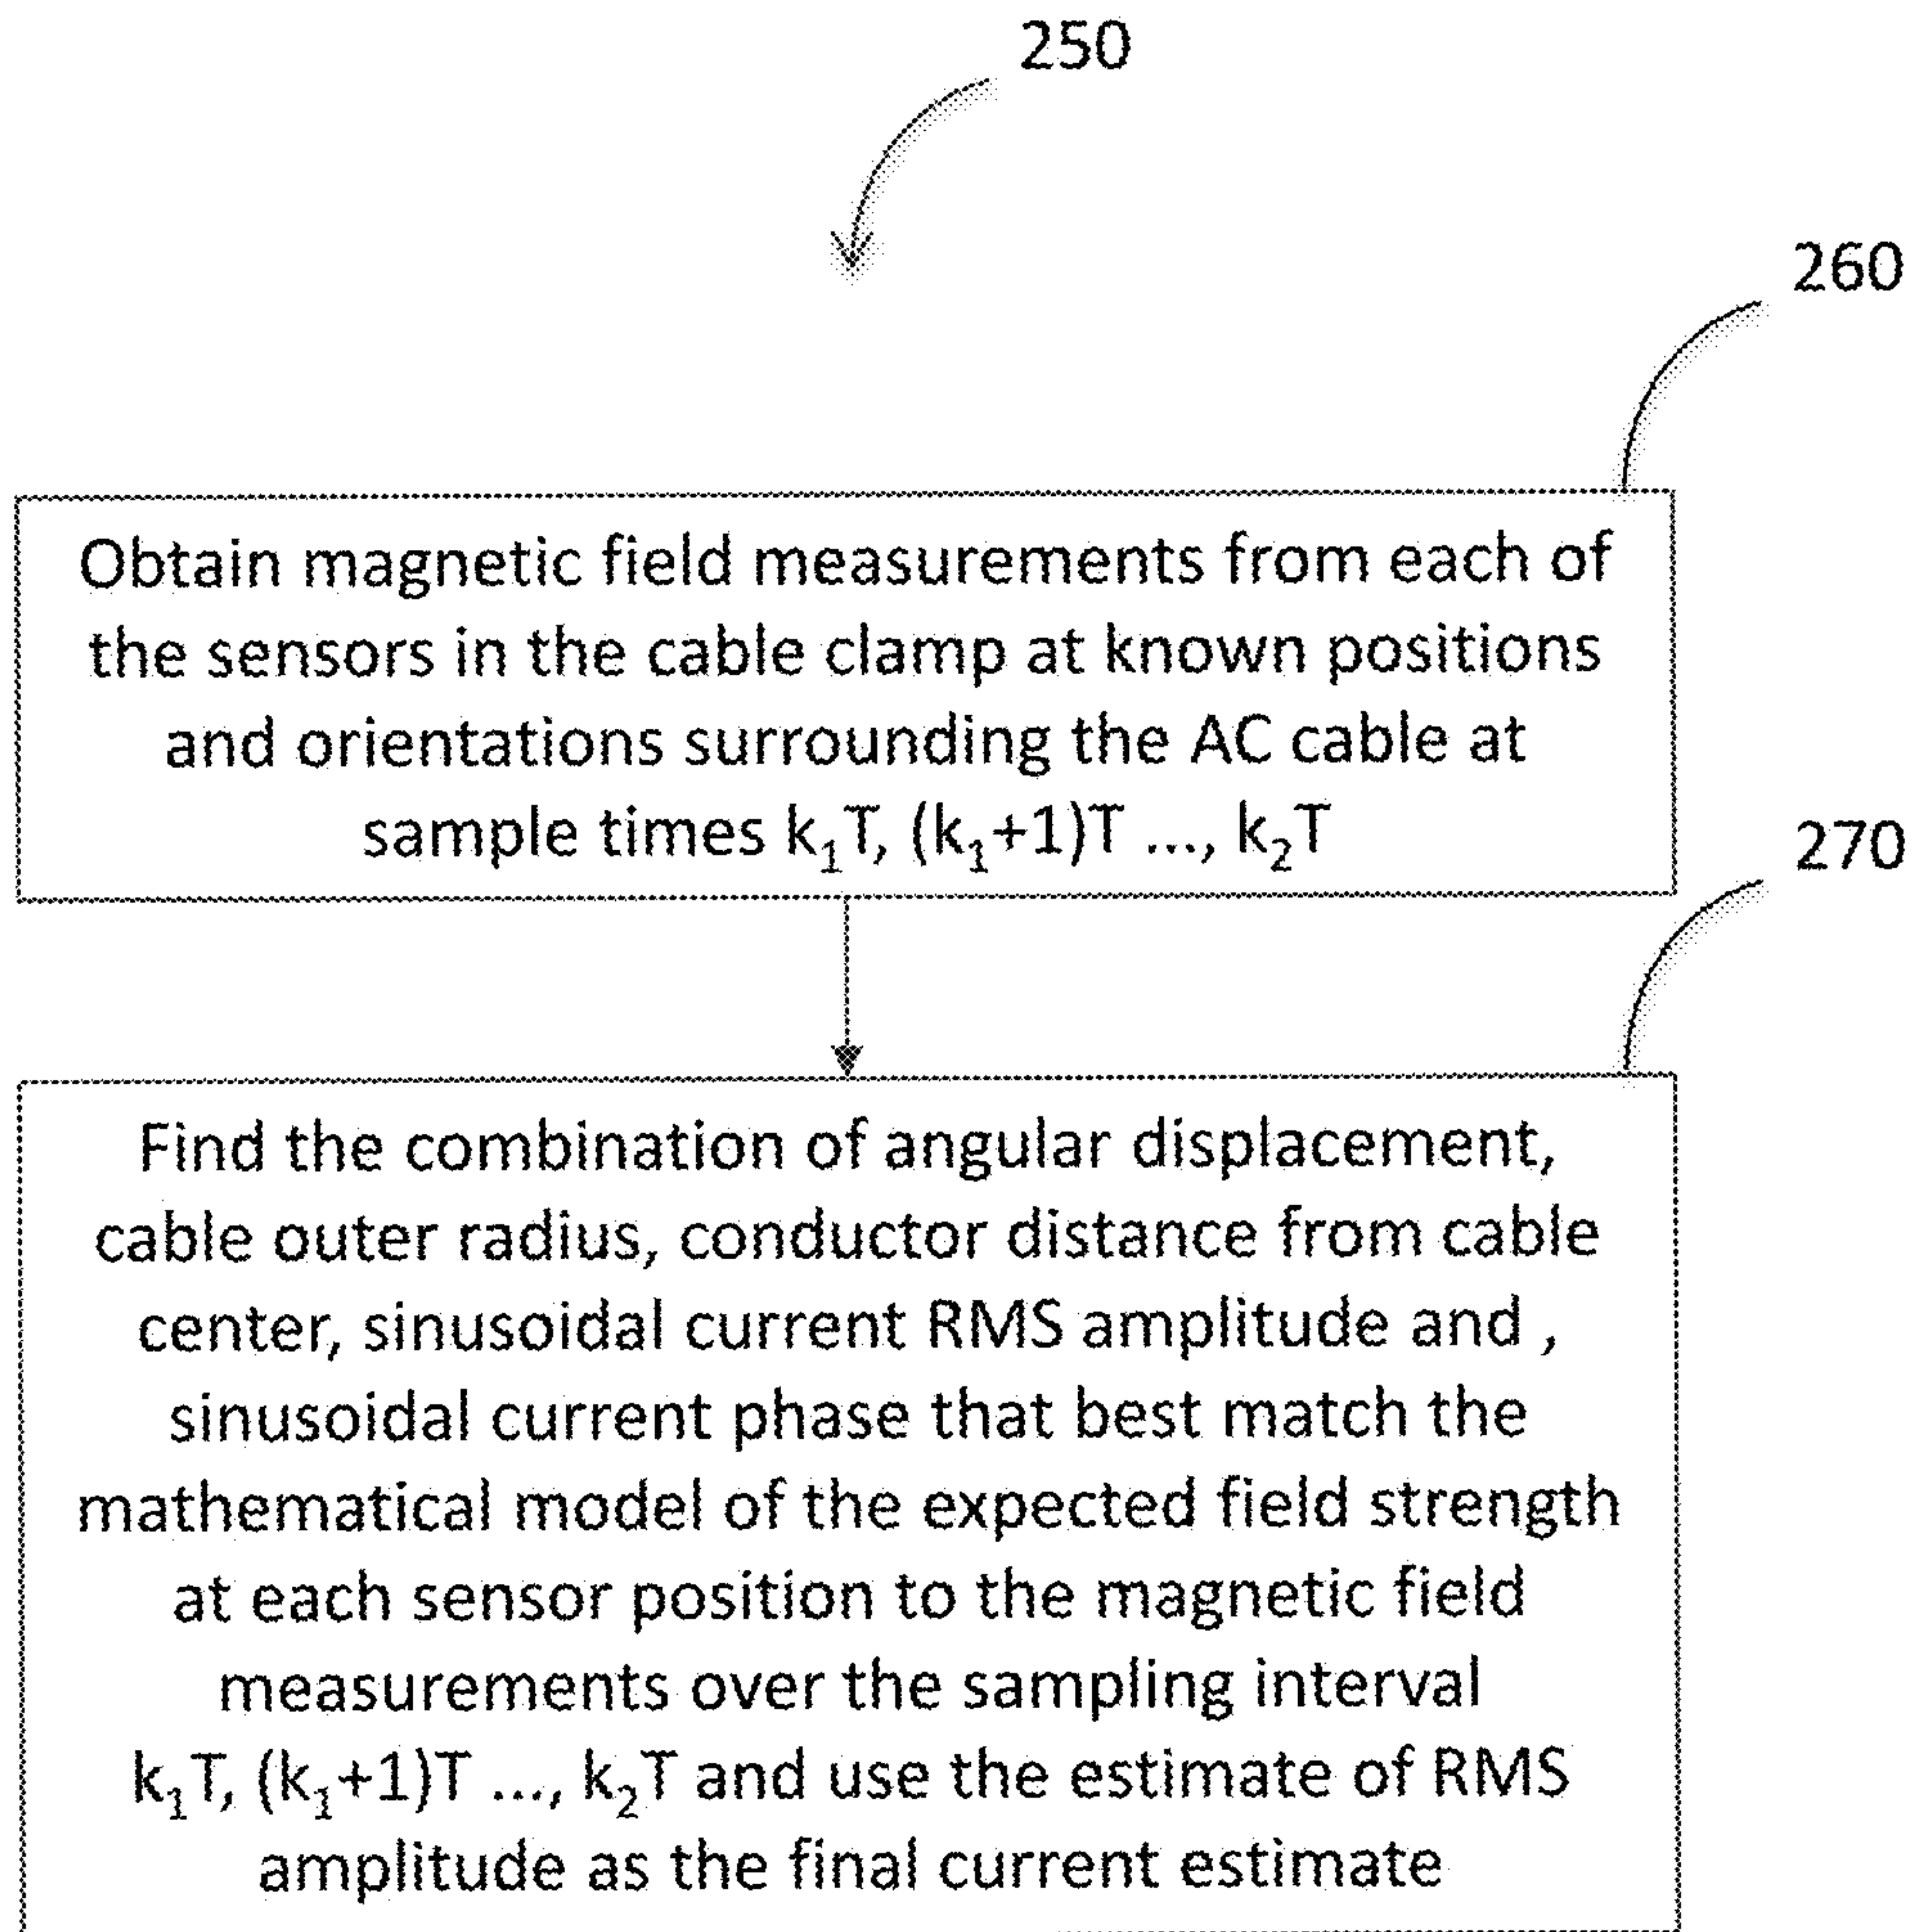 250
260
Obtain magnetic field measurements from each of
the sensors in the cable clamp at known positions
and orientations surrounding the AC cable at
sample times k₁T, (k₁+1)T ..., k₂T
270
Find the combination of angular displacement,
cable outer radius, conductor distance from cable
center, sinusoidal current RMS amplitude and ,
sinusoidal current phase that best match the
mathematical model of the expected field strength
at each sensor position to the magnetic field
measurements over the sampling interval
k₁T, (k₁+1)T ..., k₂T and use the estimate of RMS
amplitude as the final current estimate